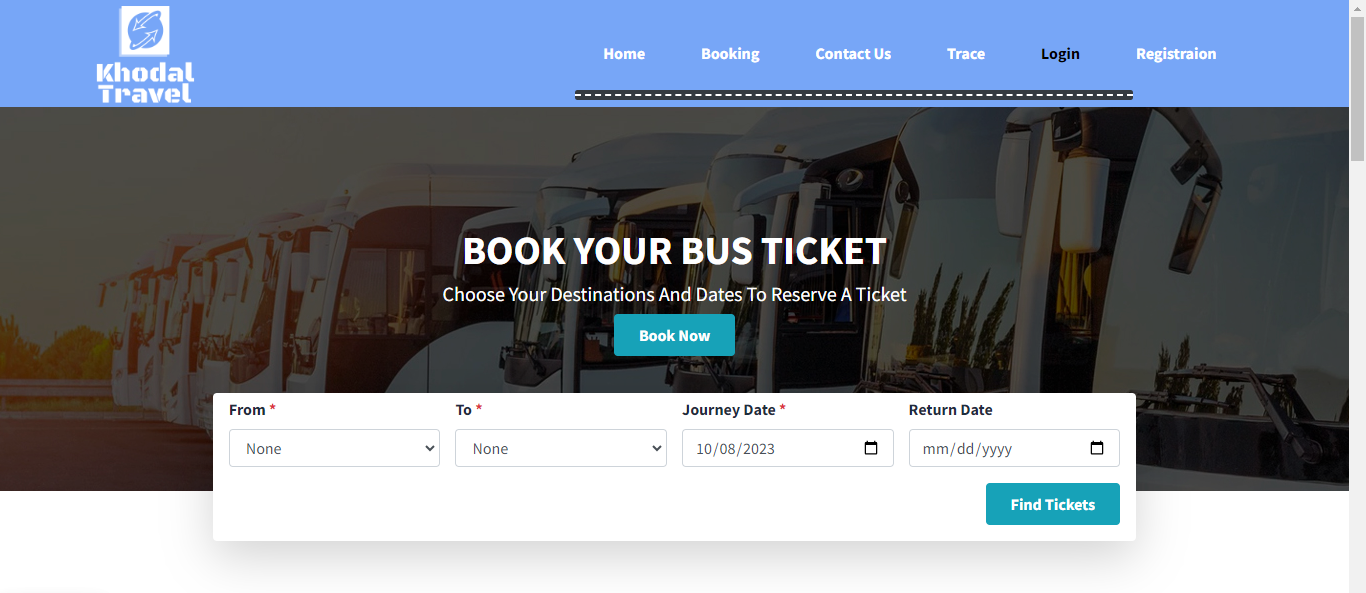 Khodal
Travel
Home Booking Contact Us Trace Login Registraion
BOOK YOUR BUS TICKET
Choose Your Destinations And Dates To Reserve A Ticket
Book Now
From * To * Journey Date * Return Date
None None 10/08/2023 mm/dd/yyyy
Find Tickets